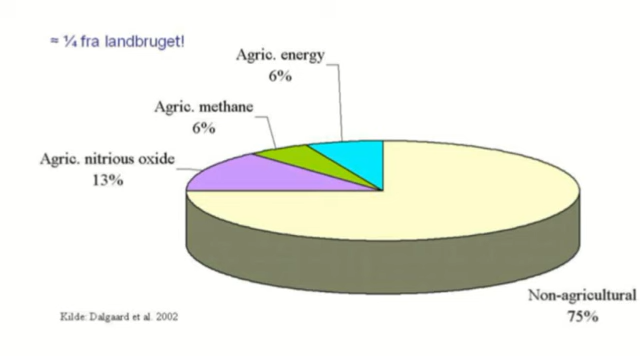 ≈ ¼ fra landbruget!
Agric. energy
6%
Agric. methane
6%
Agric. nitrious oxide
13%
Non-agricultural
75%
Kilde: Dalgaard et al. 2002